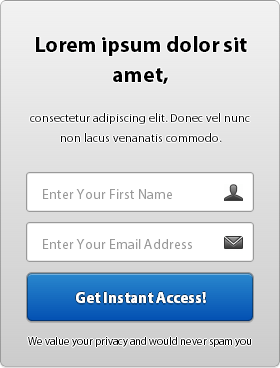 Lorem ipsum dolor sit
amet,
consectetur adipiscing elit. Donec vel nunc
non lacus venanatis commodo.
Enter Your First Name
Enter Your Email Address
Get Instant Access!
We value your privacy and would never spam you